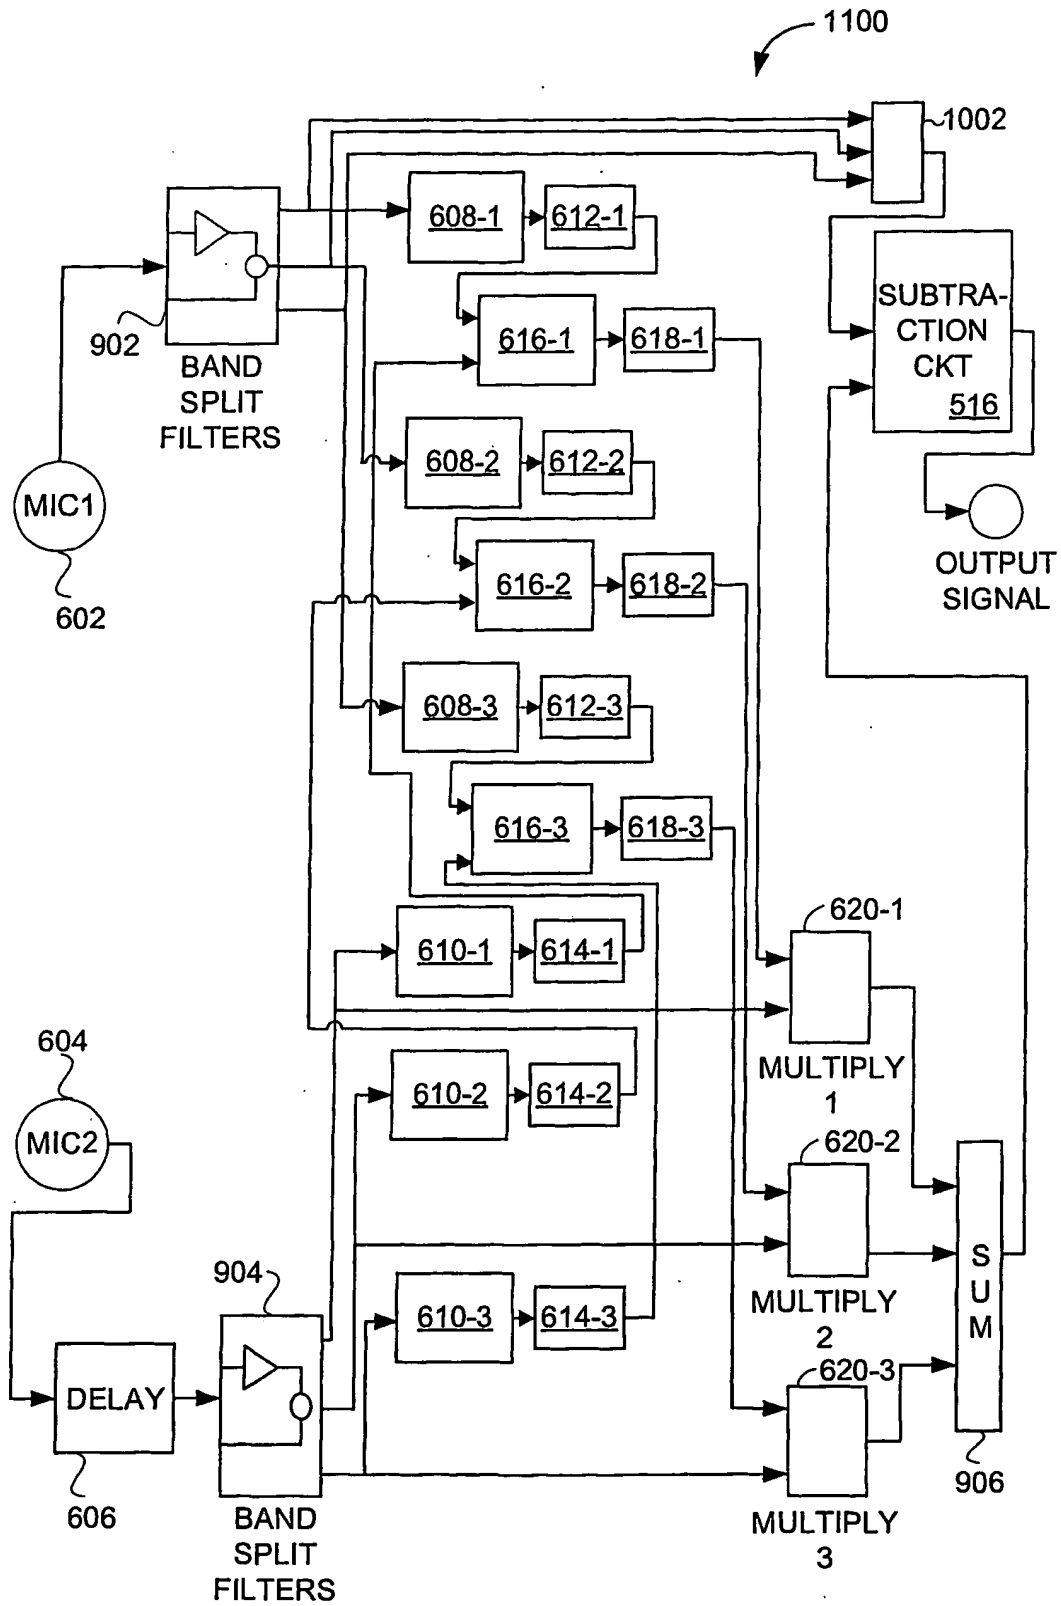 1100
1002
608-1
612-1
SUBTRA-
CTION
CKT
516
902
BAND
SPLIT
FILTERS
616-1
618-1
MIC1
602
608-2
612-2
OUTPUT
SIGNAL
616-2
618-2
608-3
612-3
616-3
618-3
620-1
610-1
614-1
604
MULTIPLY
1
MIC2
610-2
614-2
620-2
904
610-3
614-3
MULTIPLY
2
SUM
620-3
DELAY
606
906
BAND
SPLIT
FILTERS
MULTIPLY
3